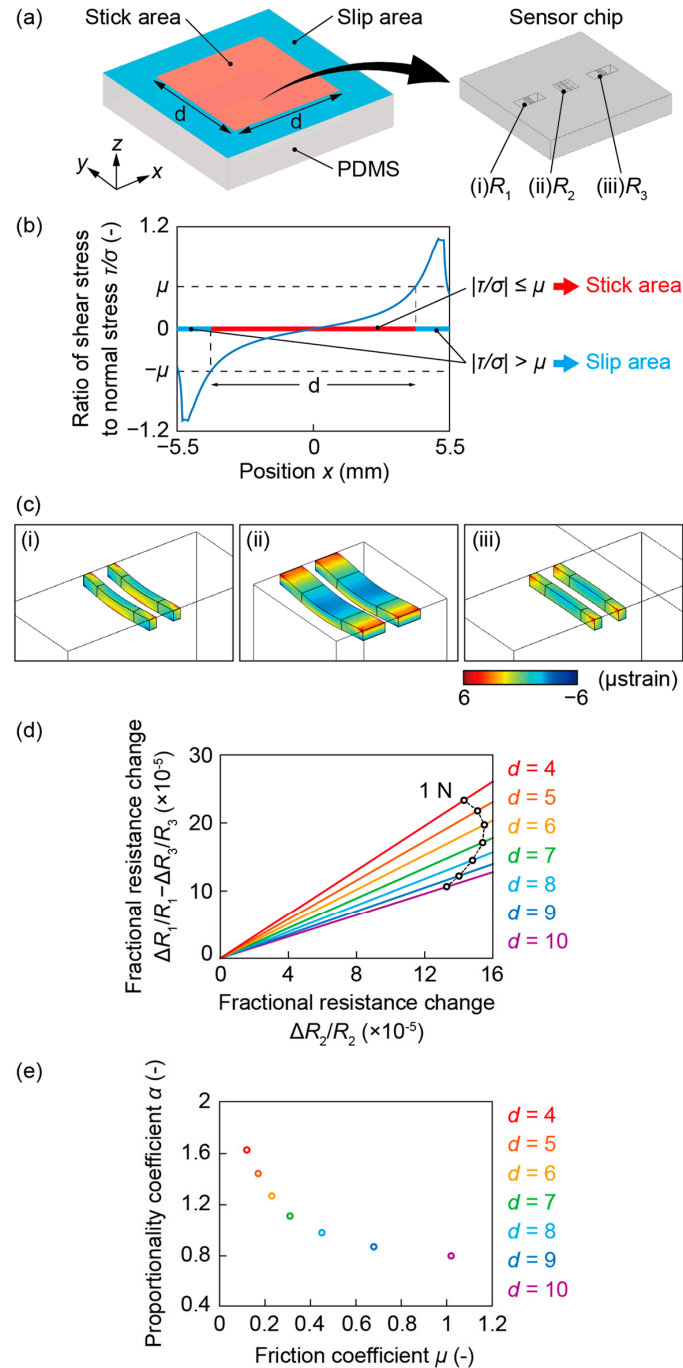 (a)
Stick area
Slip area
Sensor chip
d
d
z
y
x
PDMS
(i)R1
(ii)R2
(iii)R3
(b)
Ratio of shear stress
to normal stress τ/σ (-)
1.2
μ
0
−μ
−1.2
|τ/σ| ≤ μ
Stick area
|τ/σ| > μ
Slip area
d
−5.5
0
5.5
Position x (mm)
(c)
(i)
(ii)
(iii)
6
−6
(μstrain)
(d)
Fractional resistance change
ΔR1/R1−ΔR3/R3 (×10-5)
30
20
10
0
1 N
d = 4
d = 5
d = 6
d = 7
d = 8
d = 9
d = 10
0
4
8
12
16
Fractional resistance change
ΔR2/R2 (×10-5)
(e)
Proportionality coefficient α (-)
2
1.6
1.2
0.8
0.4
d = 4
d = 5
d = 6
d = 7
d = 8
d = 9
d = 10
0
0.2
0.4
0.6
0.8
1
1.2
Friction coefficient μ (-)